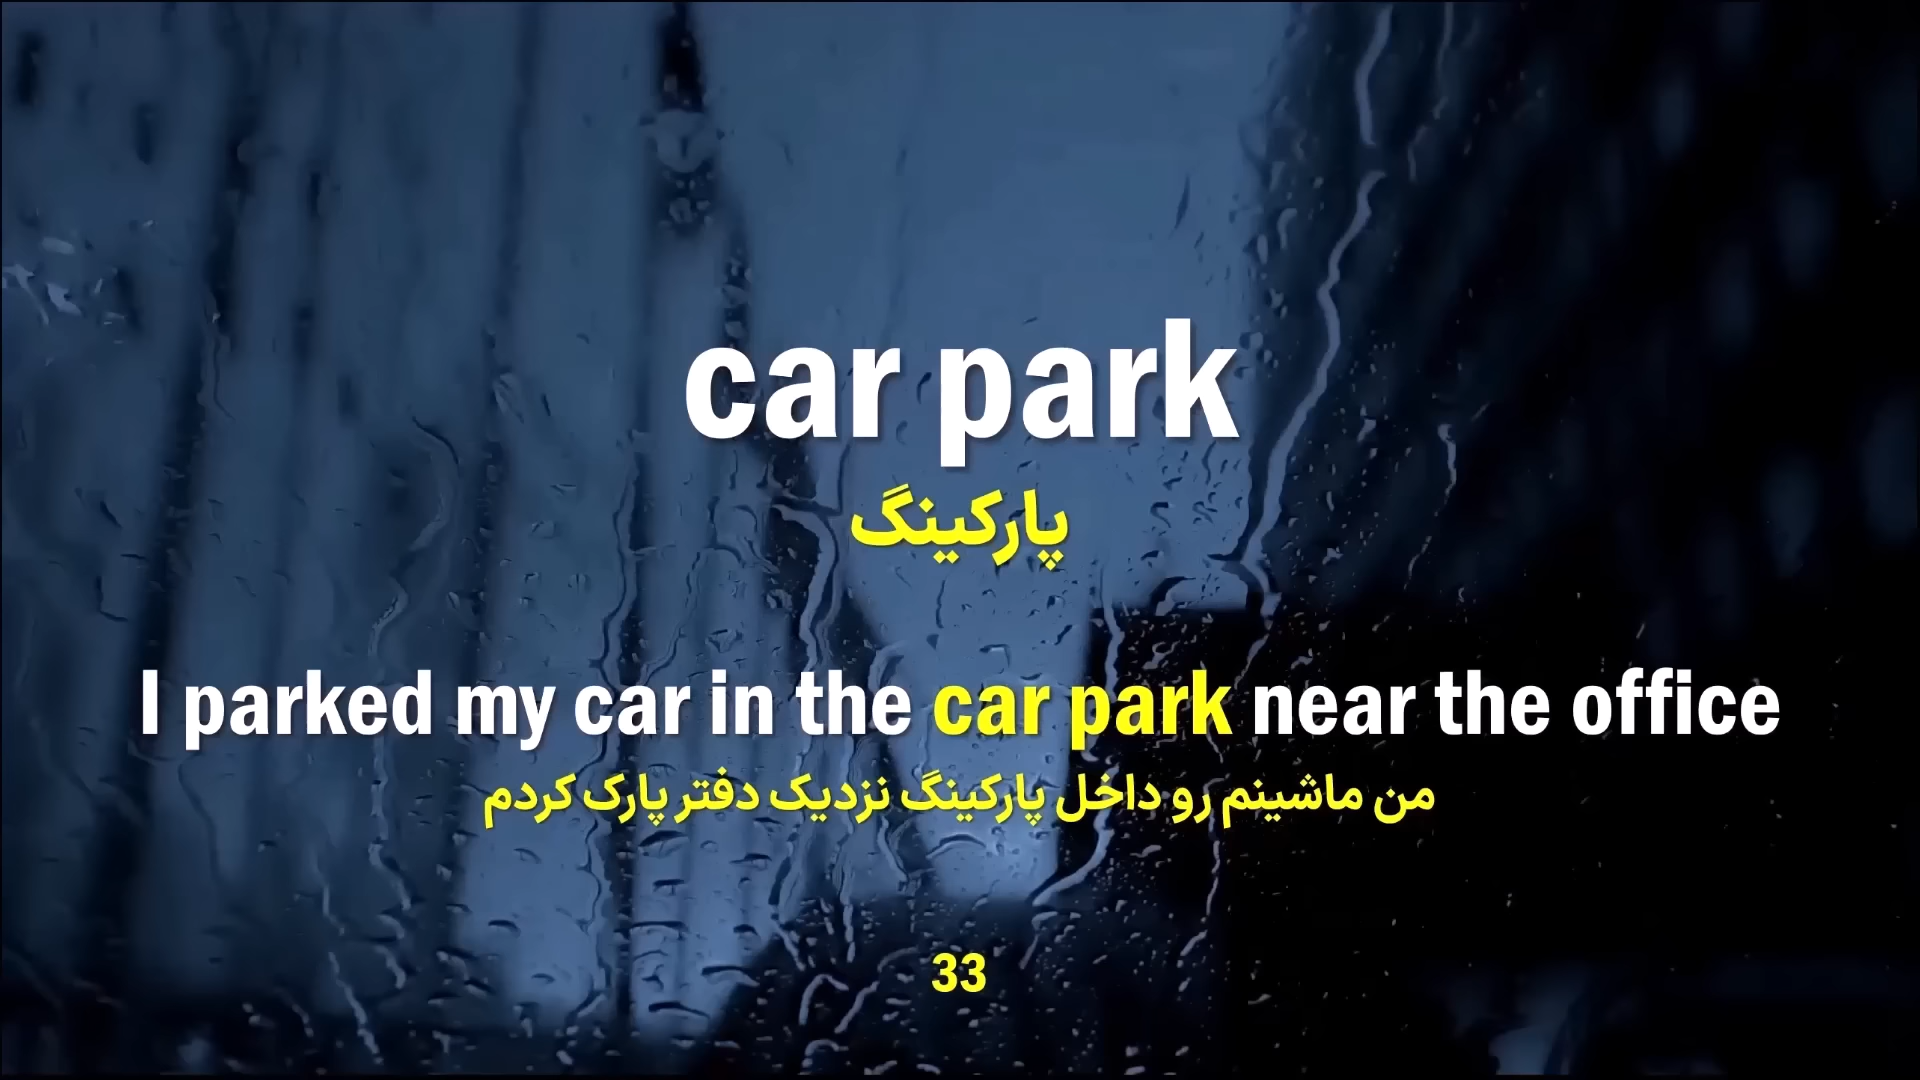 car park
پارکینگ
I parked my car in the car park near the office
من ماشینم رو داخل پارکینگ نزدیک دفتر پارک کردم
33